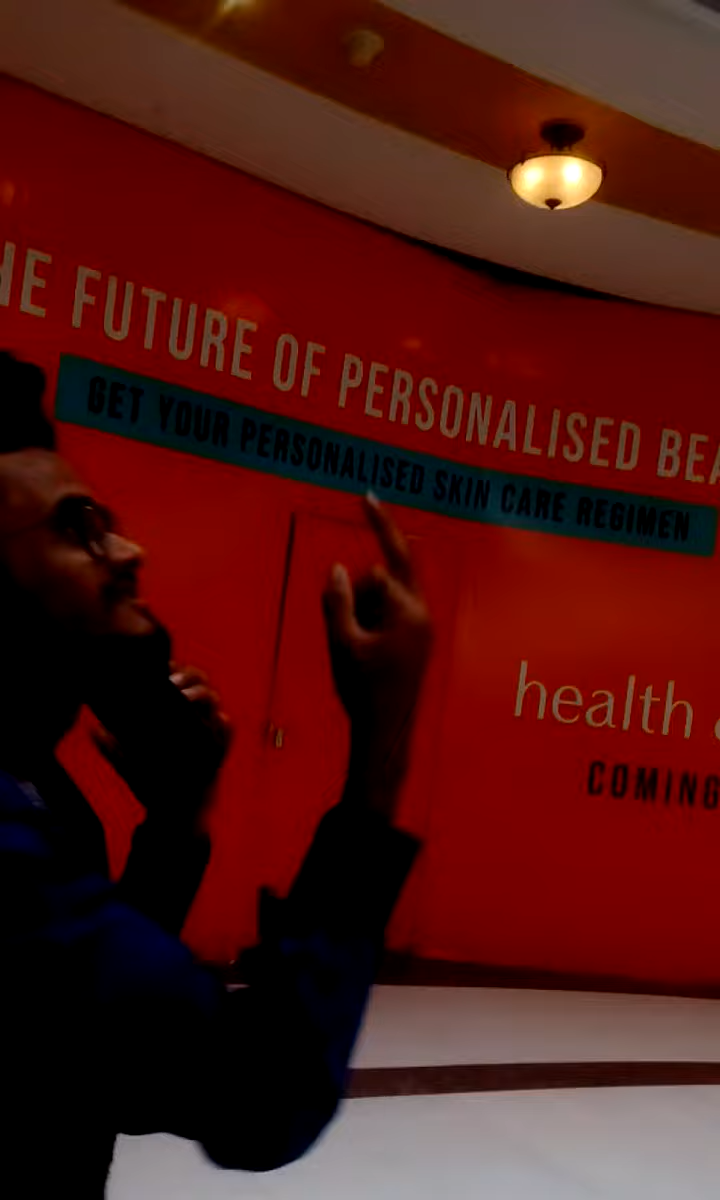 HE FUTURE OF PERSONALISED BEA
GET YOUR PERSONALISED SKIN CARE REGIMEN
health &
COMING